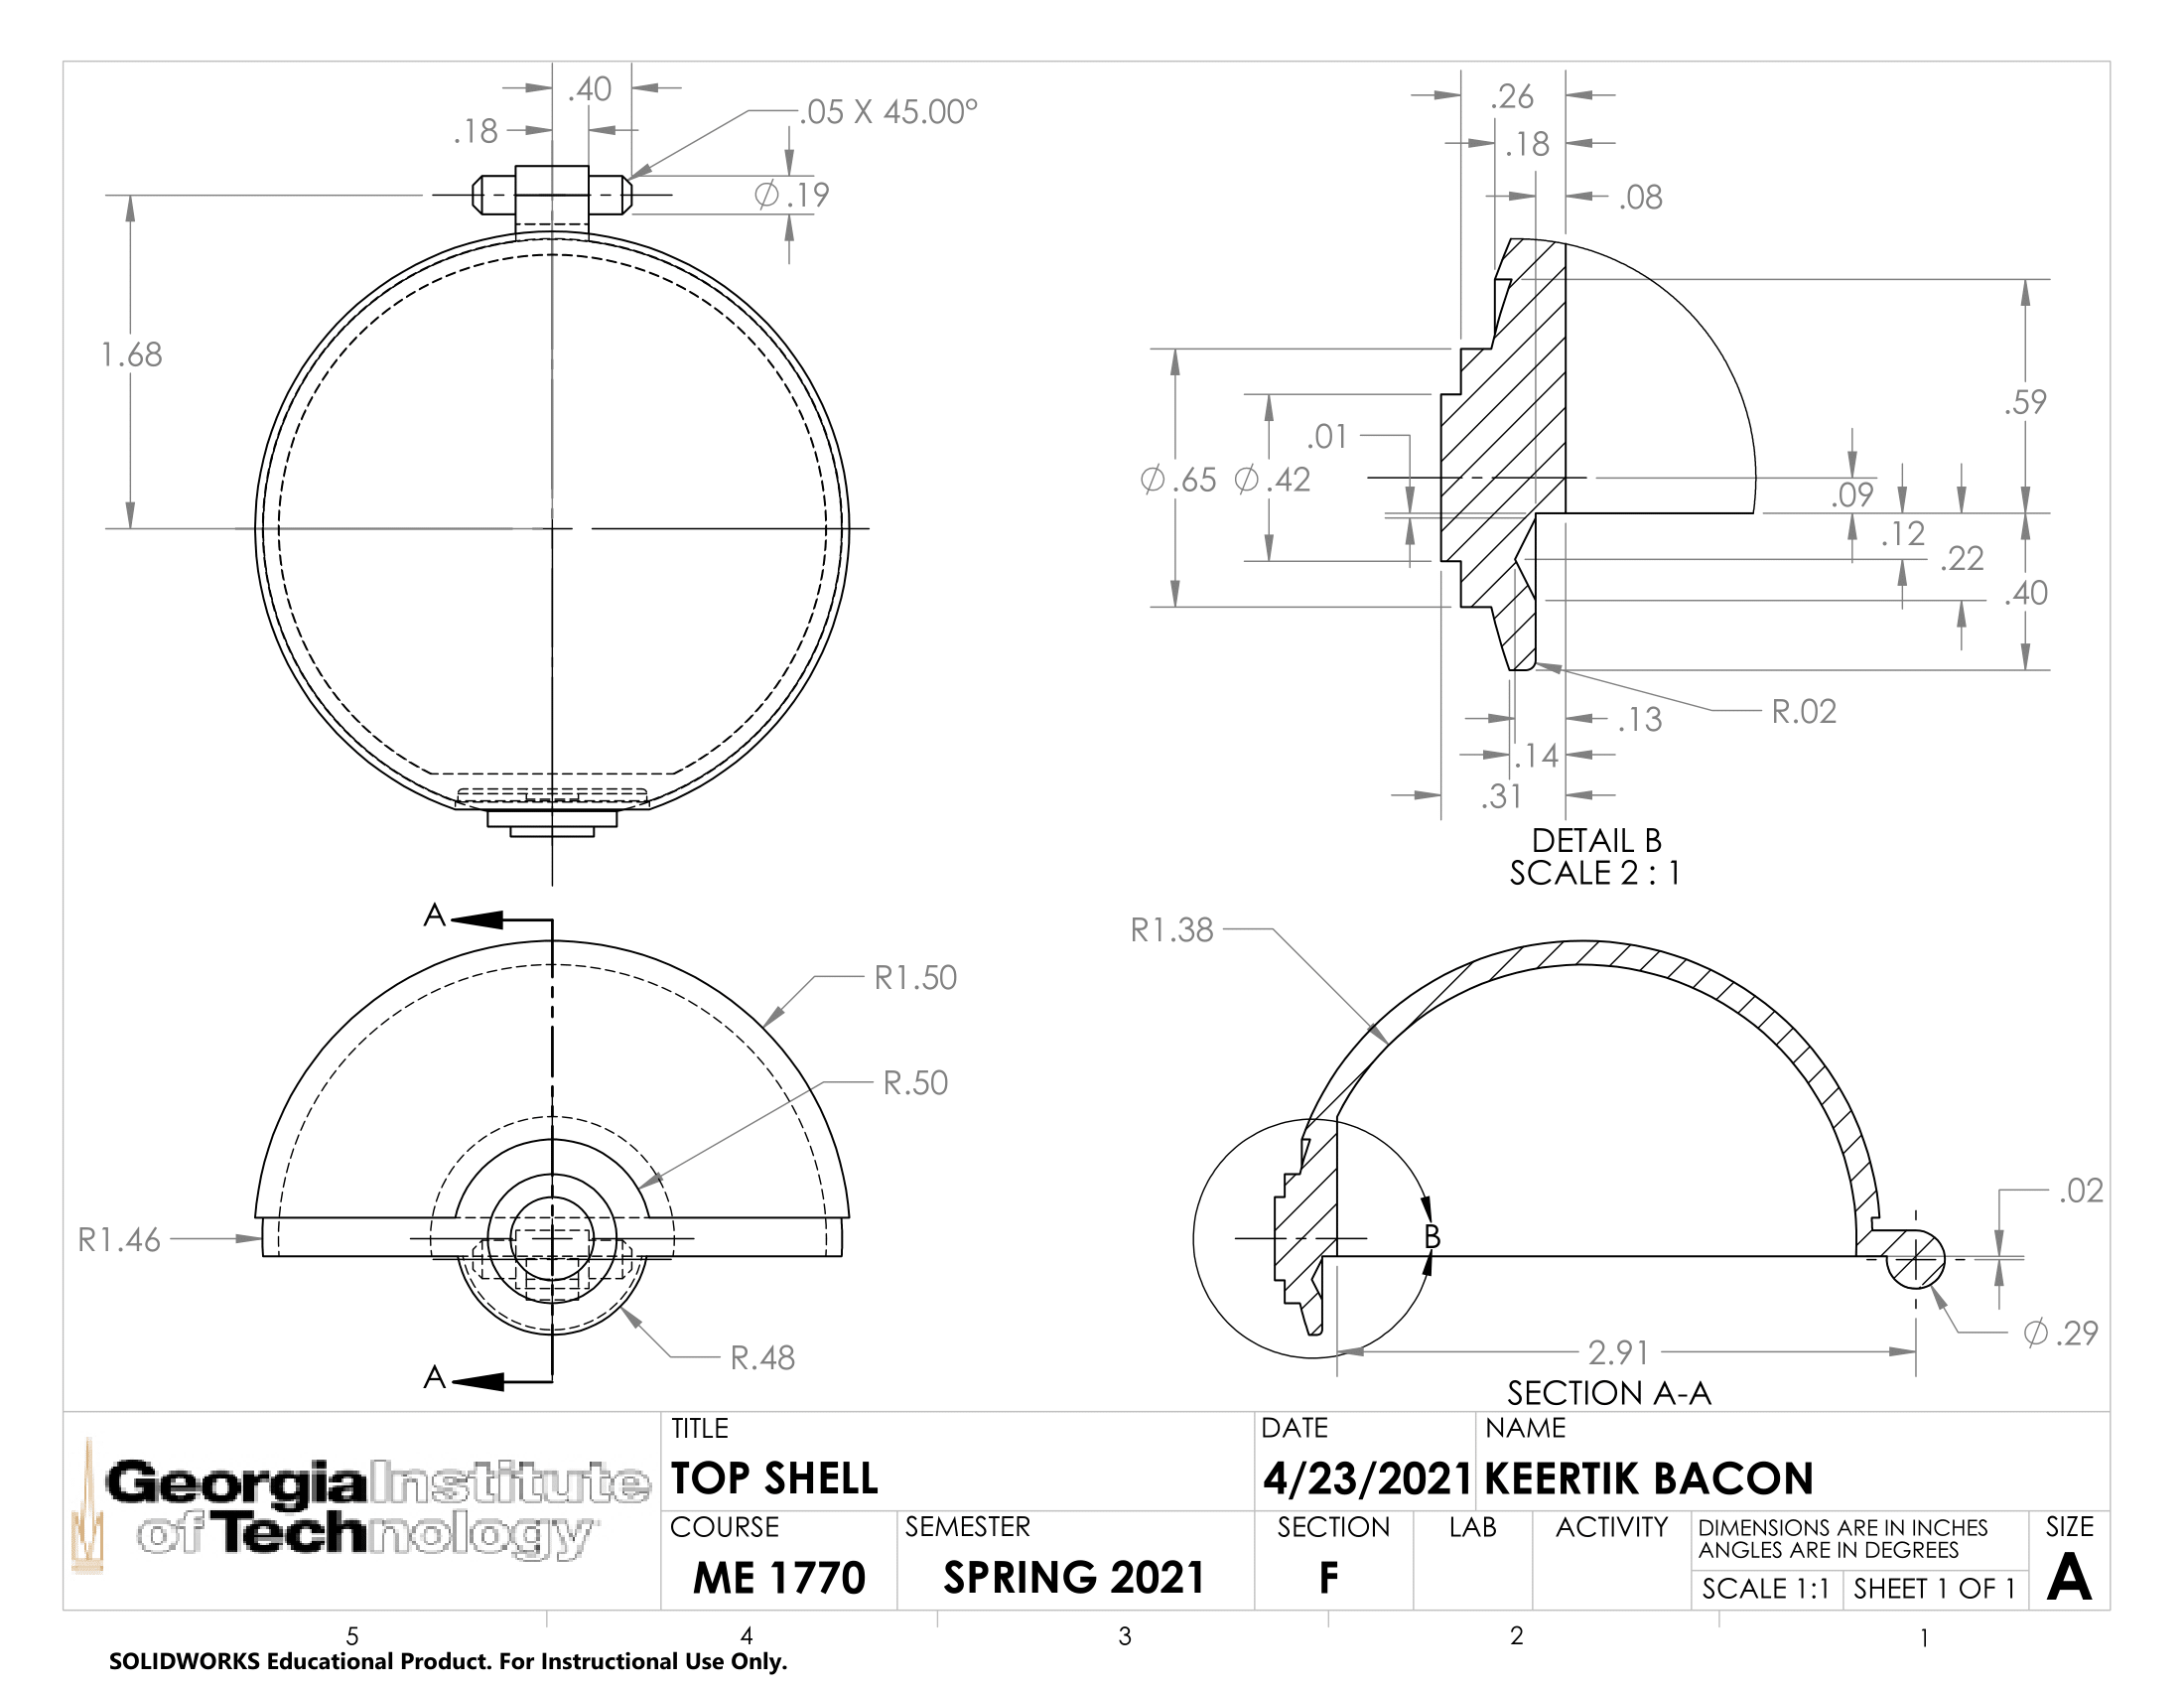 .40
.18
.05 X 45.00°
∅.19
1.68
.26
.18
.08
.59
.01
∅.65
∅.42
.09
.12
.22
.40
R.02
.13
.14
.31
DETAIL B
SCALE 2 : 1
A
R1.50
R.50
R1.46
R.48
A
R1.38
B
.02
2.91
∅.29
SECTION A-A
Georgia Institute
of Technology
TITLE
TOP SHELL
DATE
4/23/2021
NAME
KEERTIK BACON
COURSE
ME 1770
SEMESTER
SPRING 2021
SECTION
F
LAB
ACTIVITY
DIMENSIONS ARE IN INCHES
ANGLES ARE IN DEGREES
SCALE 1:1
SHEET 1 OF 1
SIZE
A
5
4
3
2
1
SOLIDWORKS Educational Product. For Instructional Use Only.